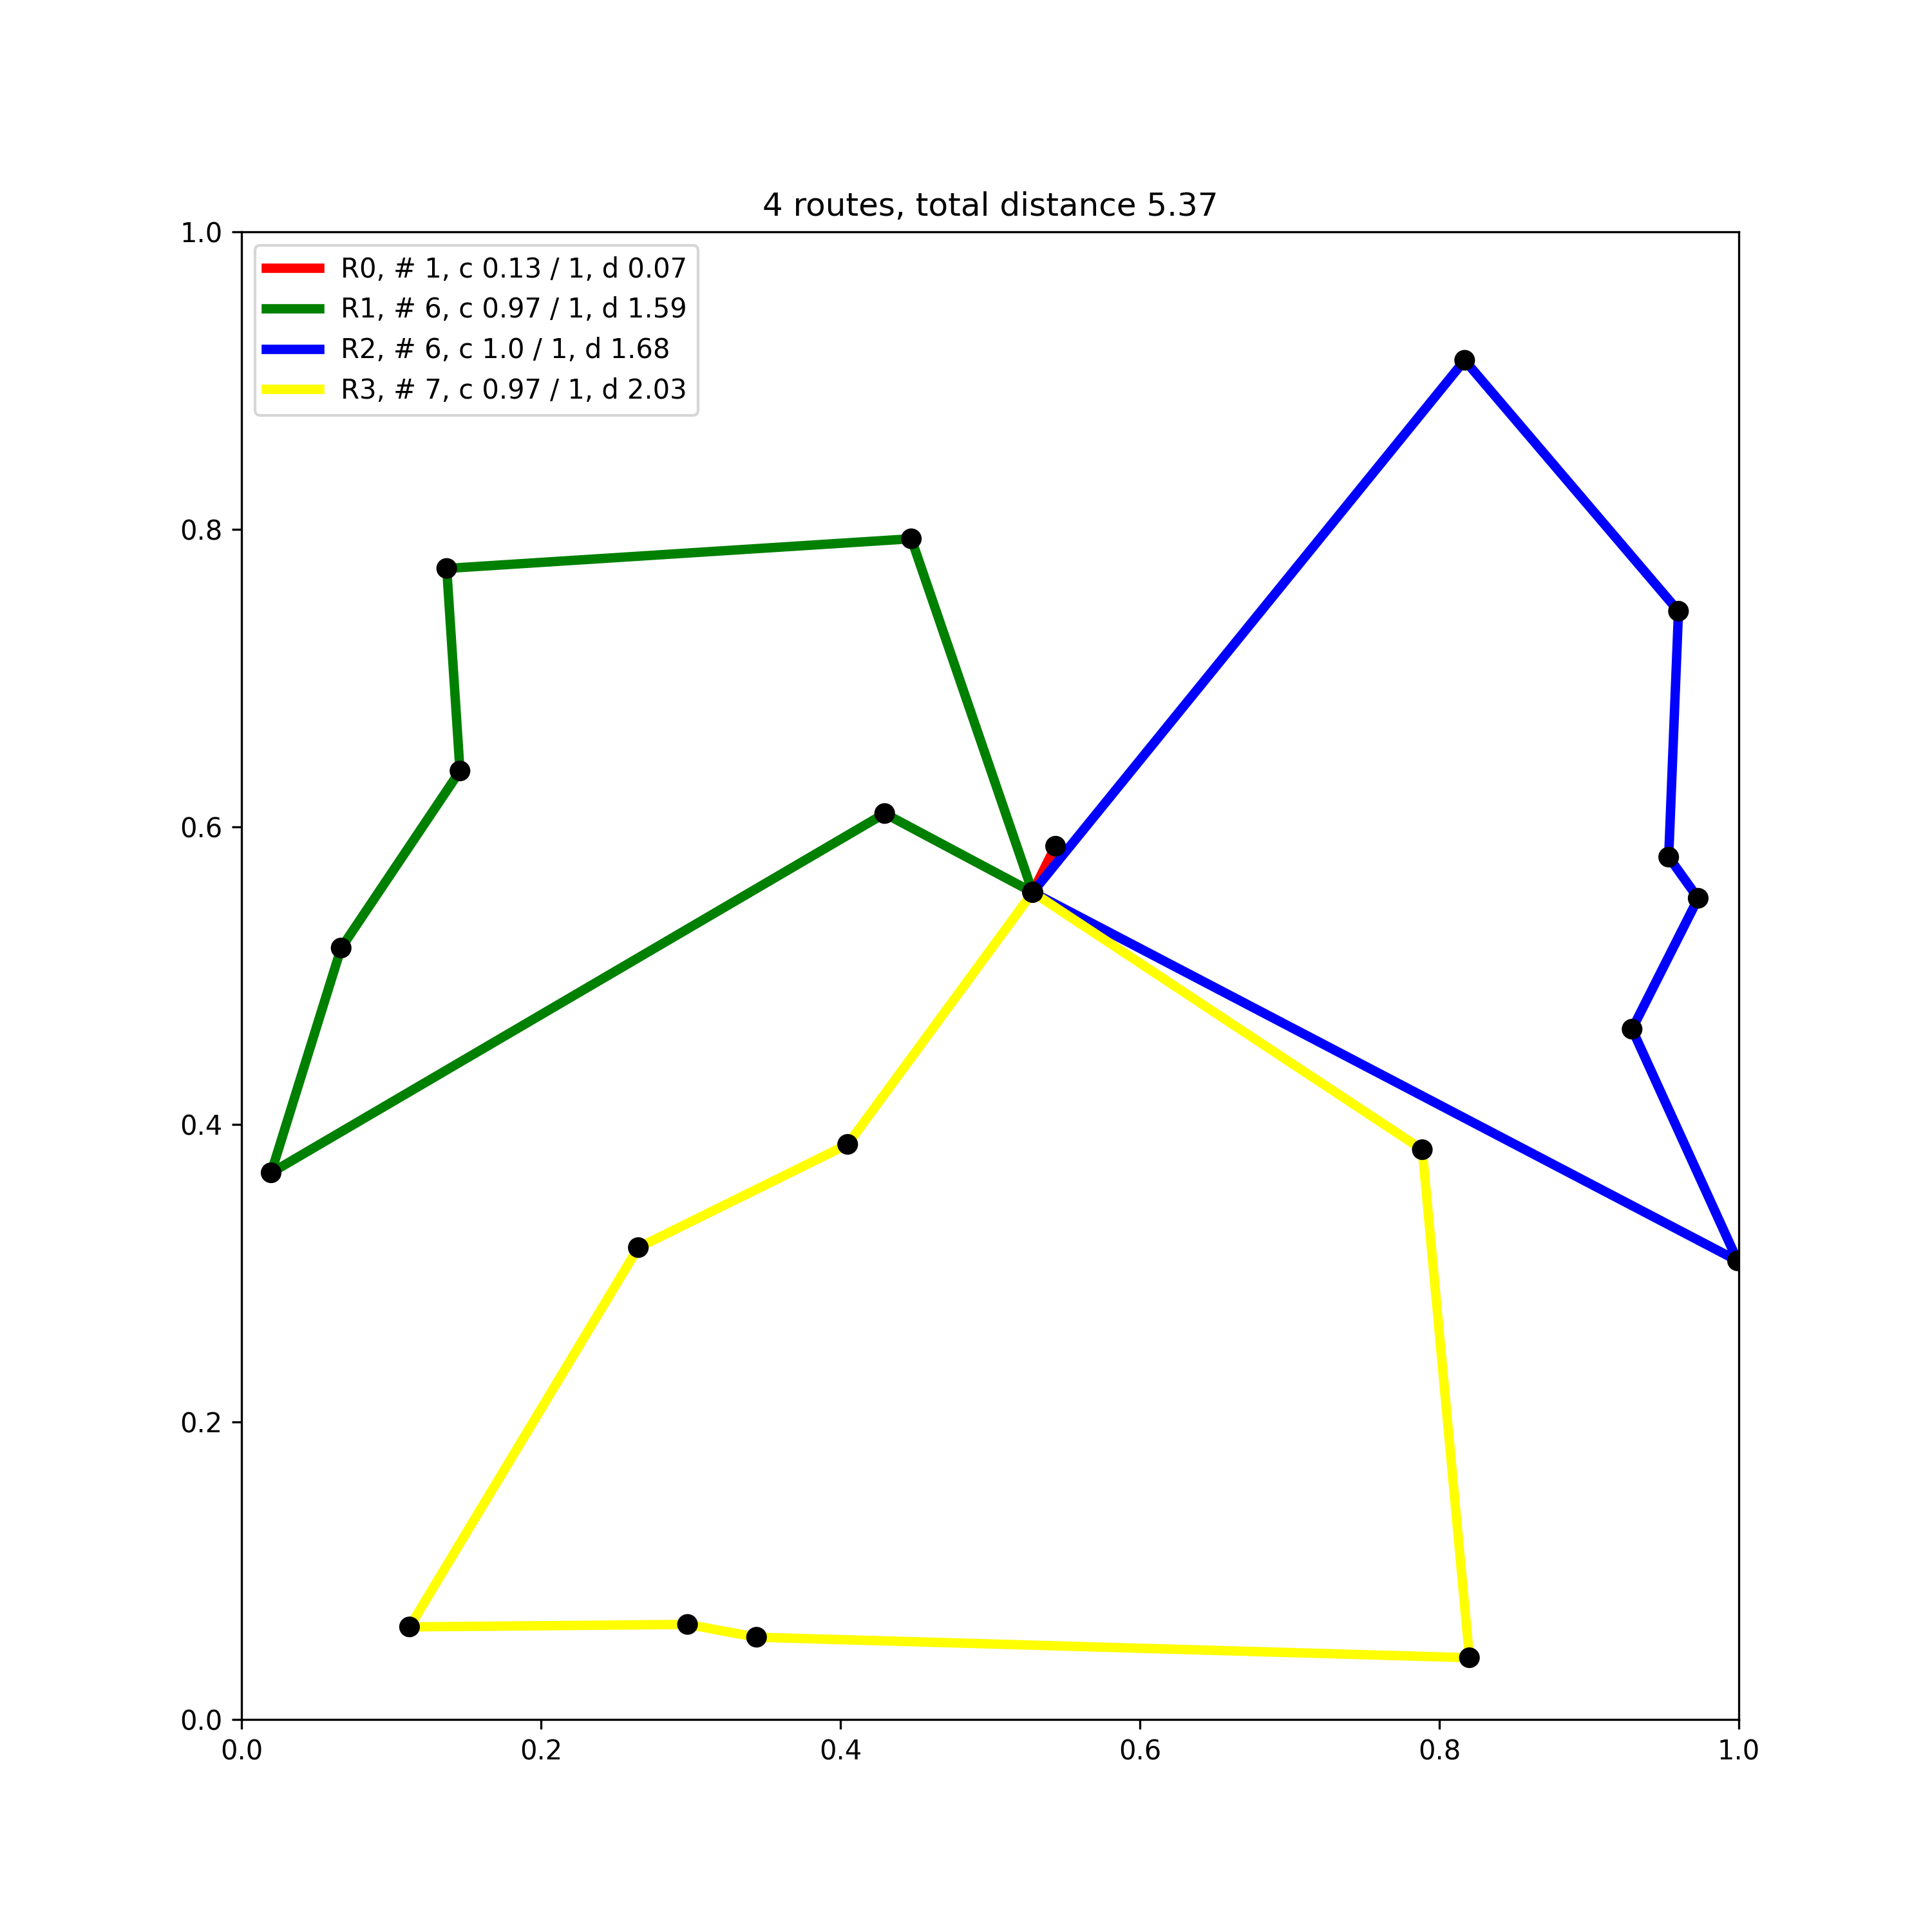 4 routes, total distance 5.37
1.0
R0, # 1, c 0.13 / 1, d 0.07
R1, # 6, c 0.97 / 1, d 1.59
R2, # 6, c 1.0 / 1, d 1.68
R3, # 7, c 0.97 / 1, d 2.03
0.8
0.6
0.4
0.2
0.0
0.0 0.2 0.4 0.6 0.8 1.0